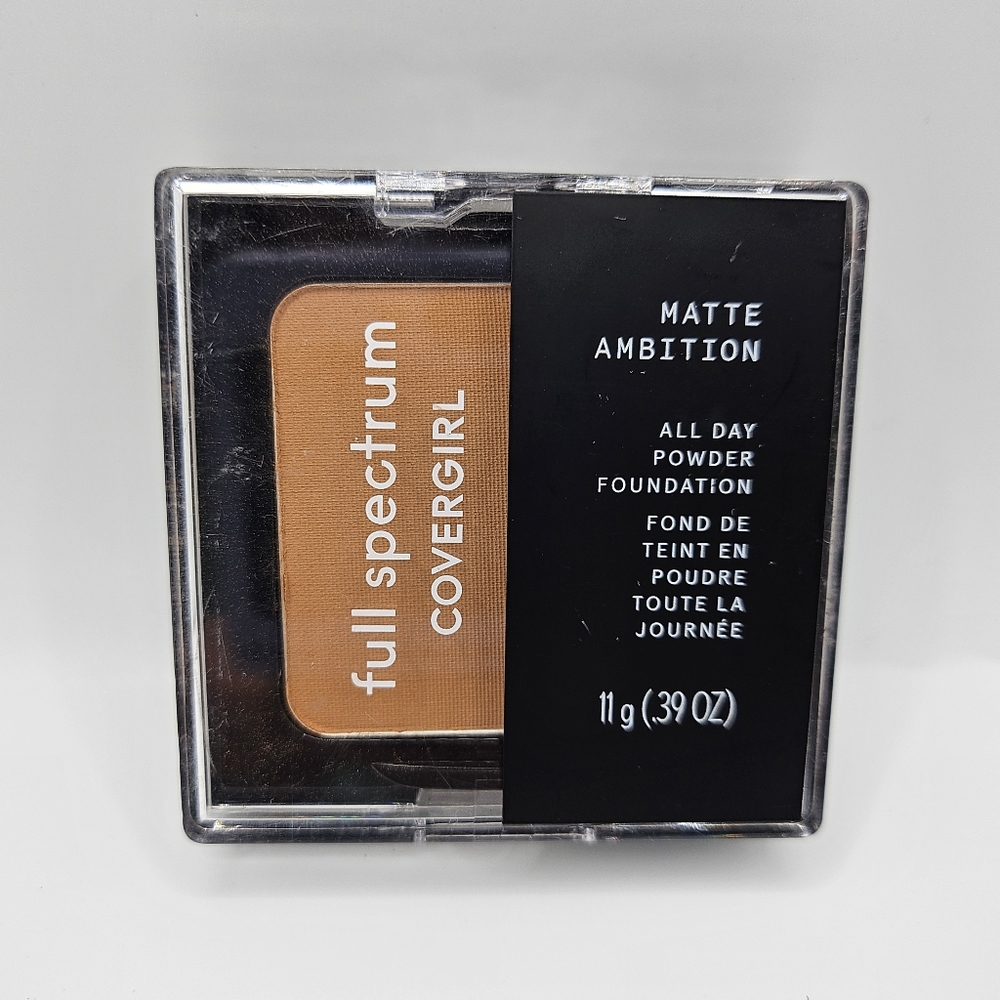 full spectrum
COVERGIRL
MATTE
AMBITION
ALL DAY
POWDER
FOUNDATION
FOND DE
TEINT EN
POUDRE
TOUTE LA
JOURNÉE
11 g (.39 OZ)